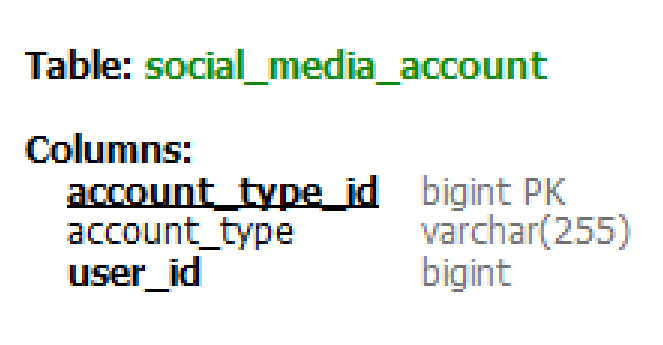 Table: social_media_account
Columns:
account_type_id bigint PK
account_type varchar(255)
user_id bigint